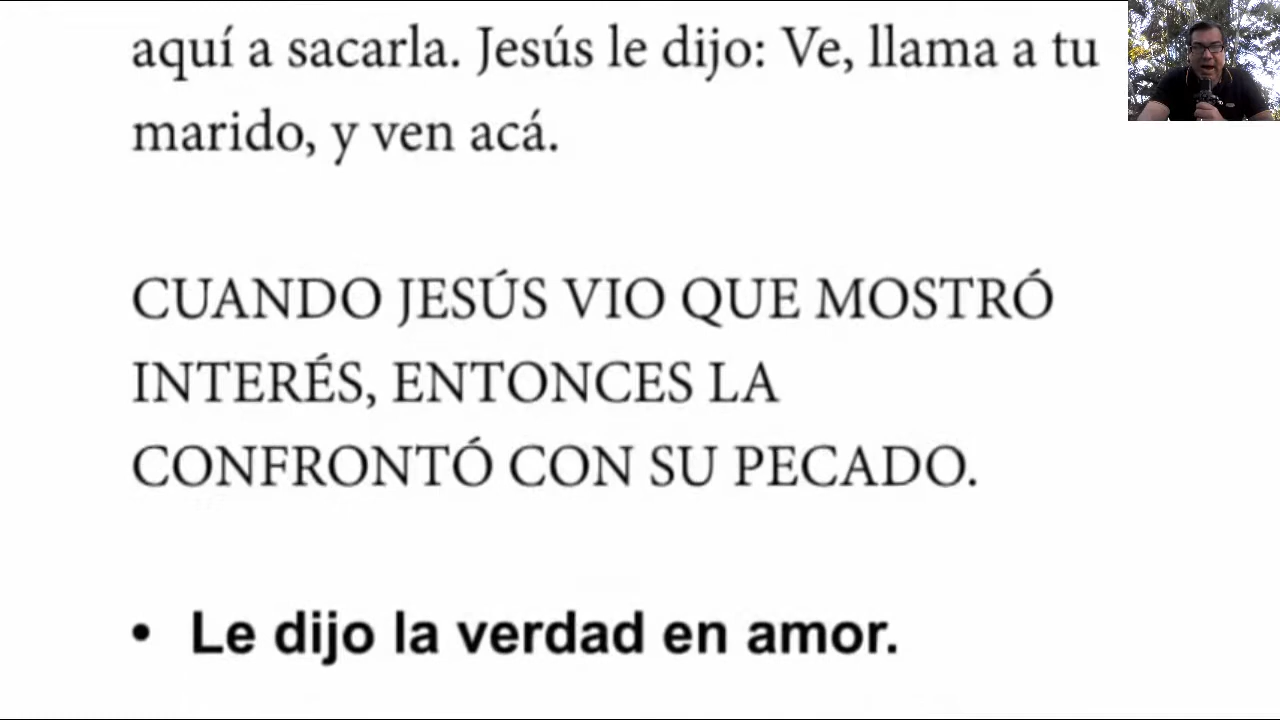 aquí a sacarla. Jesús le dijo: Ve, llama a tu
marido, y ven acá.
CUANDO JESÚS VIO QUE MOSTRÓ
INTERÉS, ENTONCES LA
CONFRONTÓ CON SU PECADO.
• Le dijo la verdad en amor.